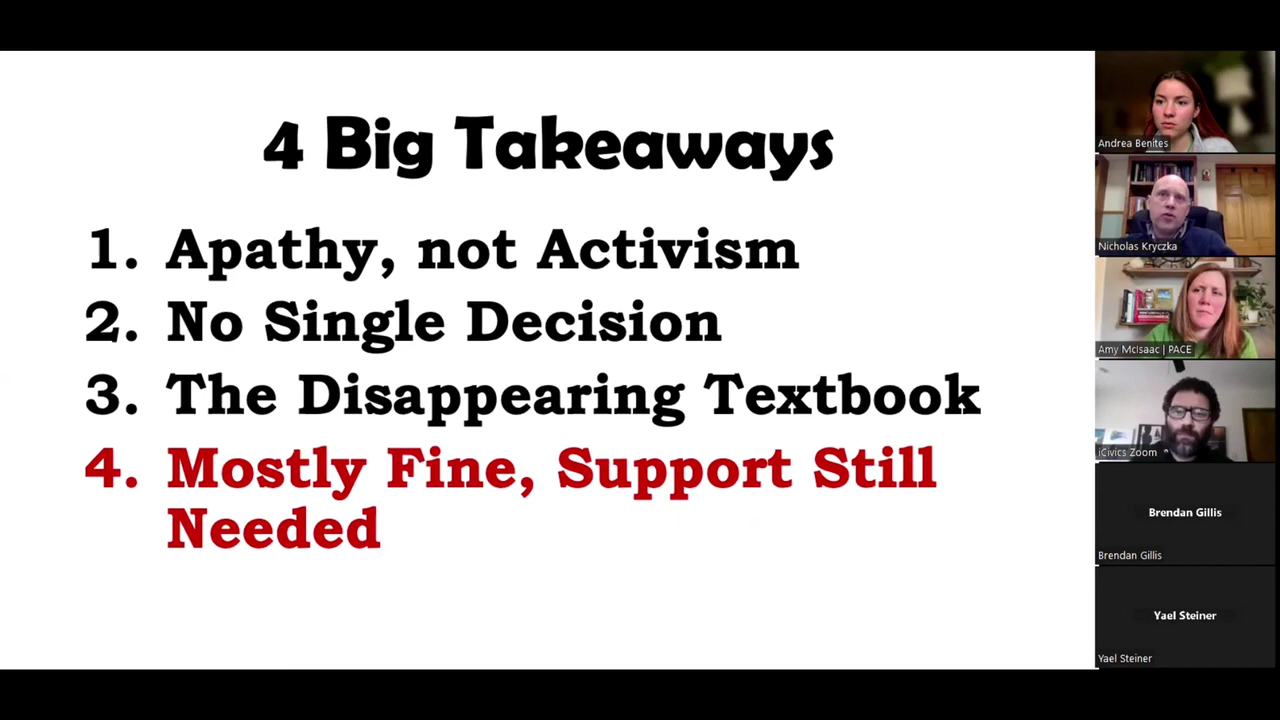 4 Big Takeaways
1. Apathy, not Activism
2. No Single Decision
3. The Disappearing Textbook
4. Mostly Fine, Support Still
Needed
Andrea Benites
Nicholas Kryczka
Amy McIsaac | PACE
iCivics Zoom
Brendan Gillis
Brendan Gillis
Yael Steiner
Yael Steiner